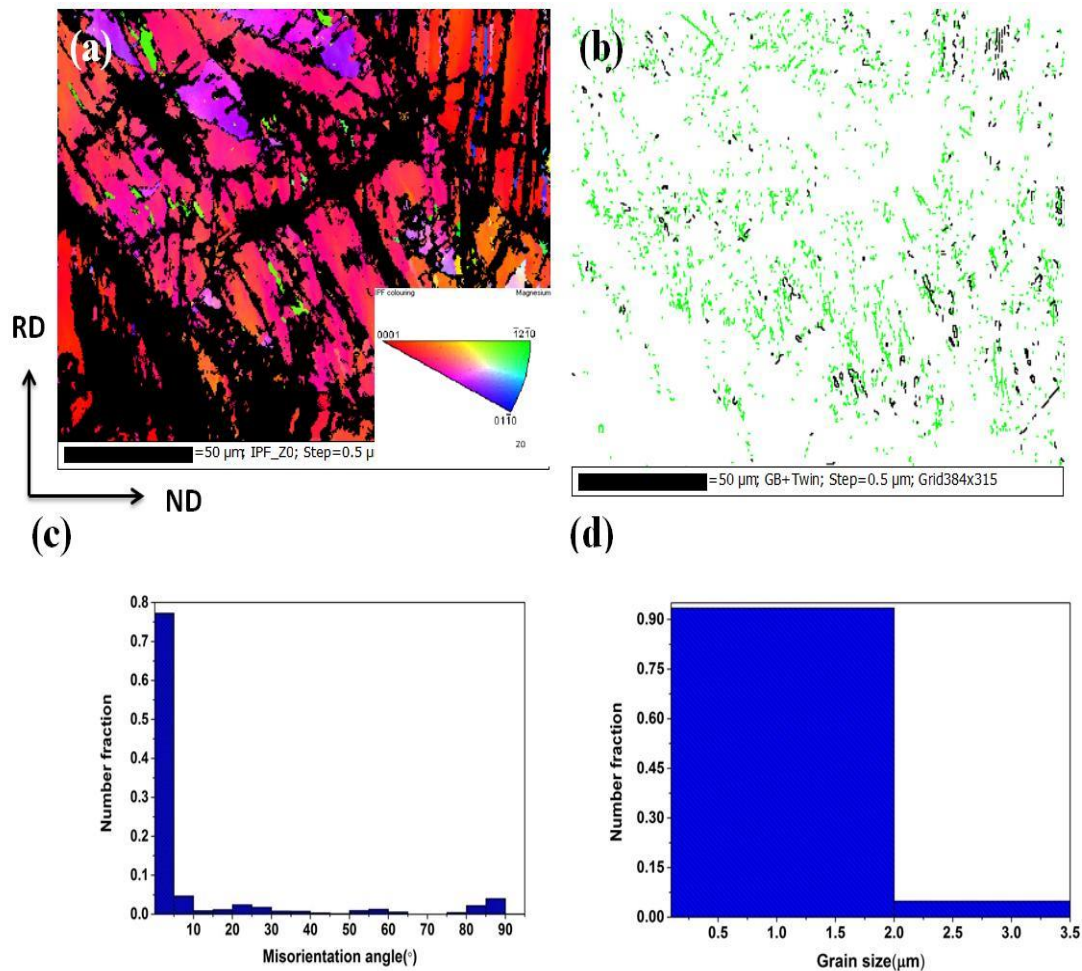 (a)
(b)
IPF colouring Magnesium
0001
1̅21̅0
011̅0
Z0
RD
ND
=50 µm; IPF_Z0; Step=0.5 µ
=50 µm; GB+Twin; Step=0.5 µm; Grid384x315
(c)
(d)
0.8
0.7
0.6
0.5
0.4
0.3
0.2
0.1
0.0
Number fraction
10 20 30 40 50 60 70 80 90
Misorientation angle(°)
0.90
0.75
0.60
0.45
0.30
0.15
0.00
Number fraction
0.5 1.0 1.5 2.0 2.5 3.0 3.5
Grain size(µm)